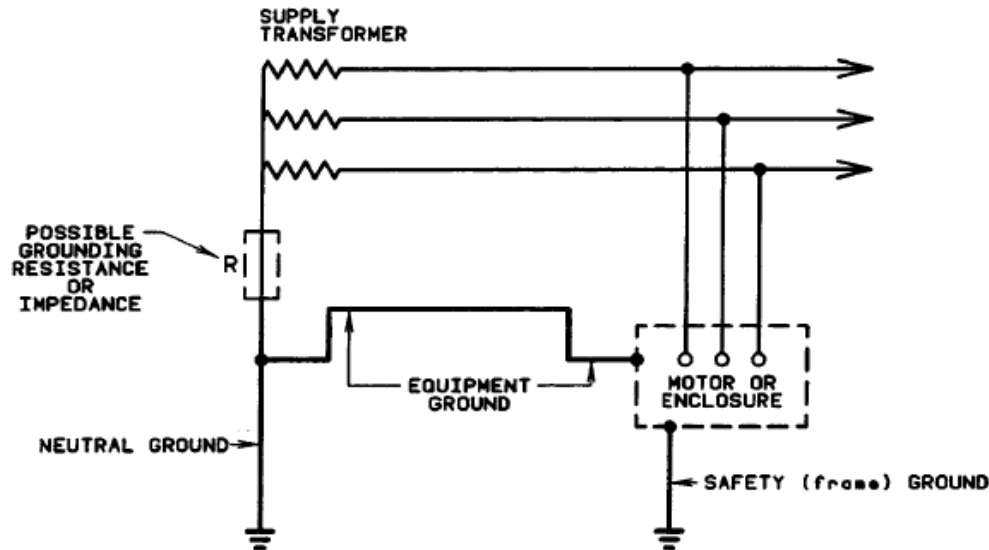 SUPPLY
TRANSFORMER
POSSIBLE
GROUNDING
RESISTANCE
OR
IMPEDANCE
R
EQUIPMENT
GROUND
MOTOR OR
ENCLOSURE
NEUTRAL GROUND
SAFETY (frame) GROUND